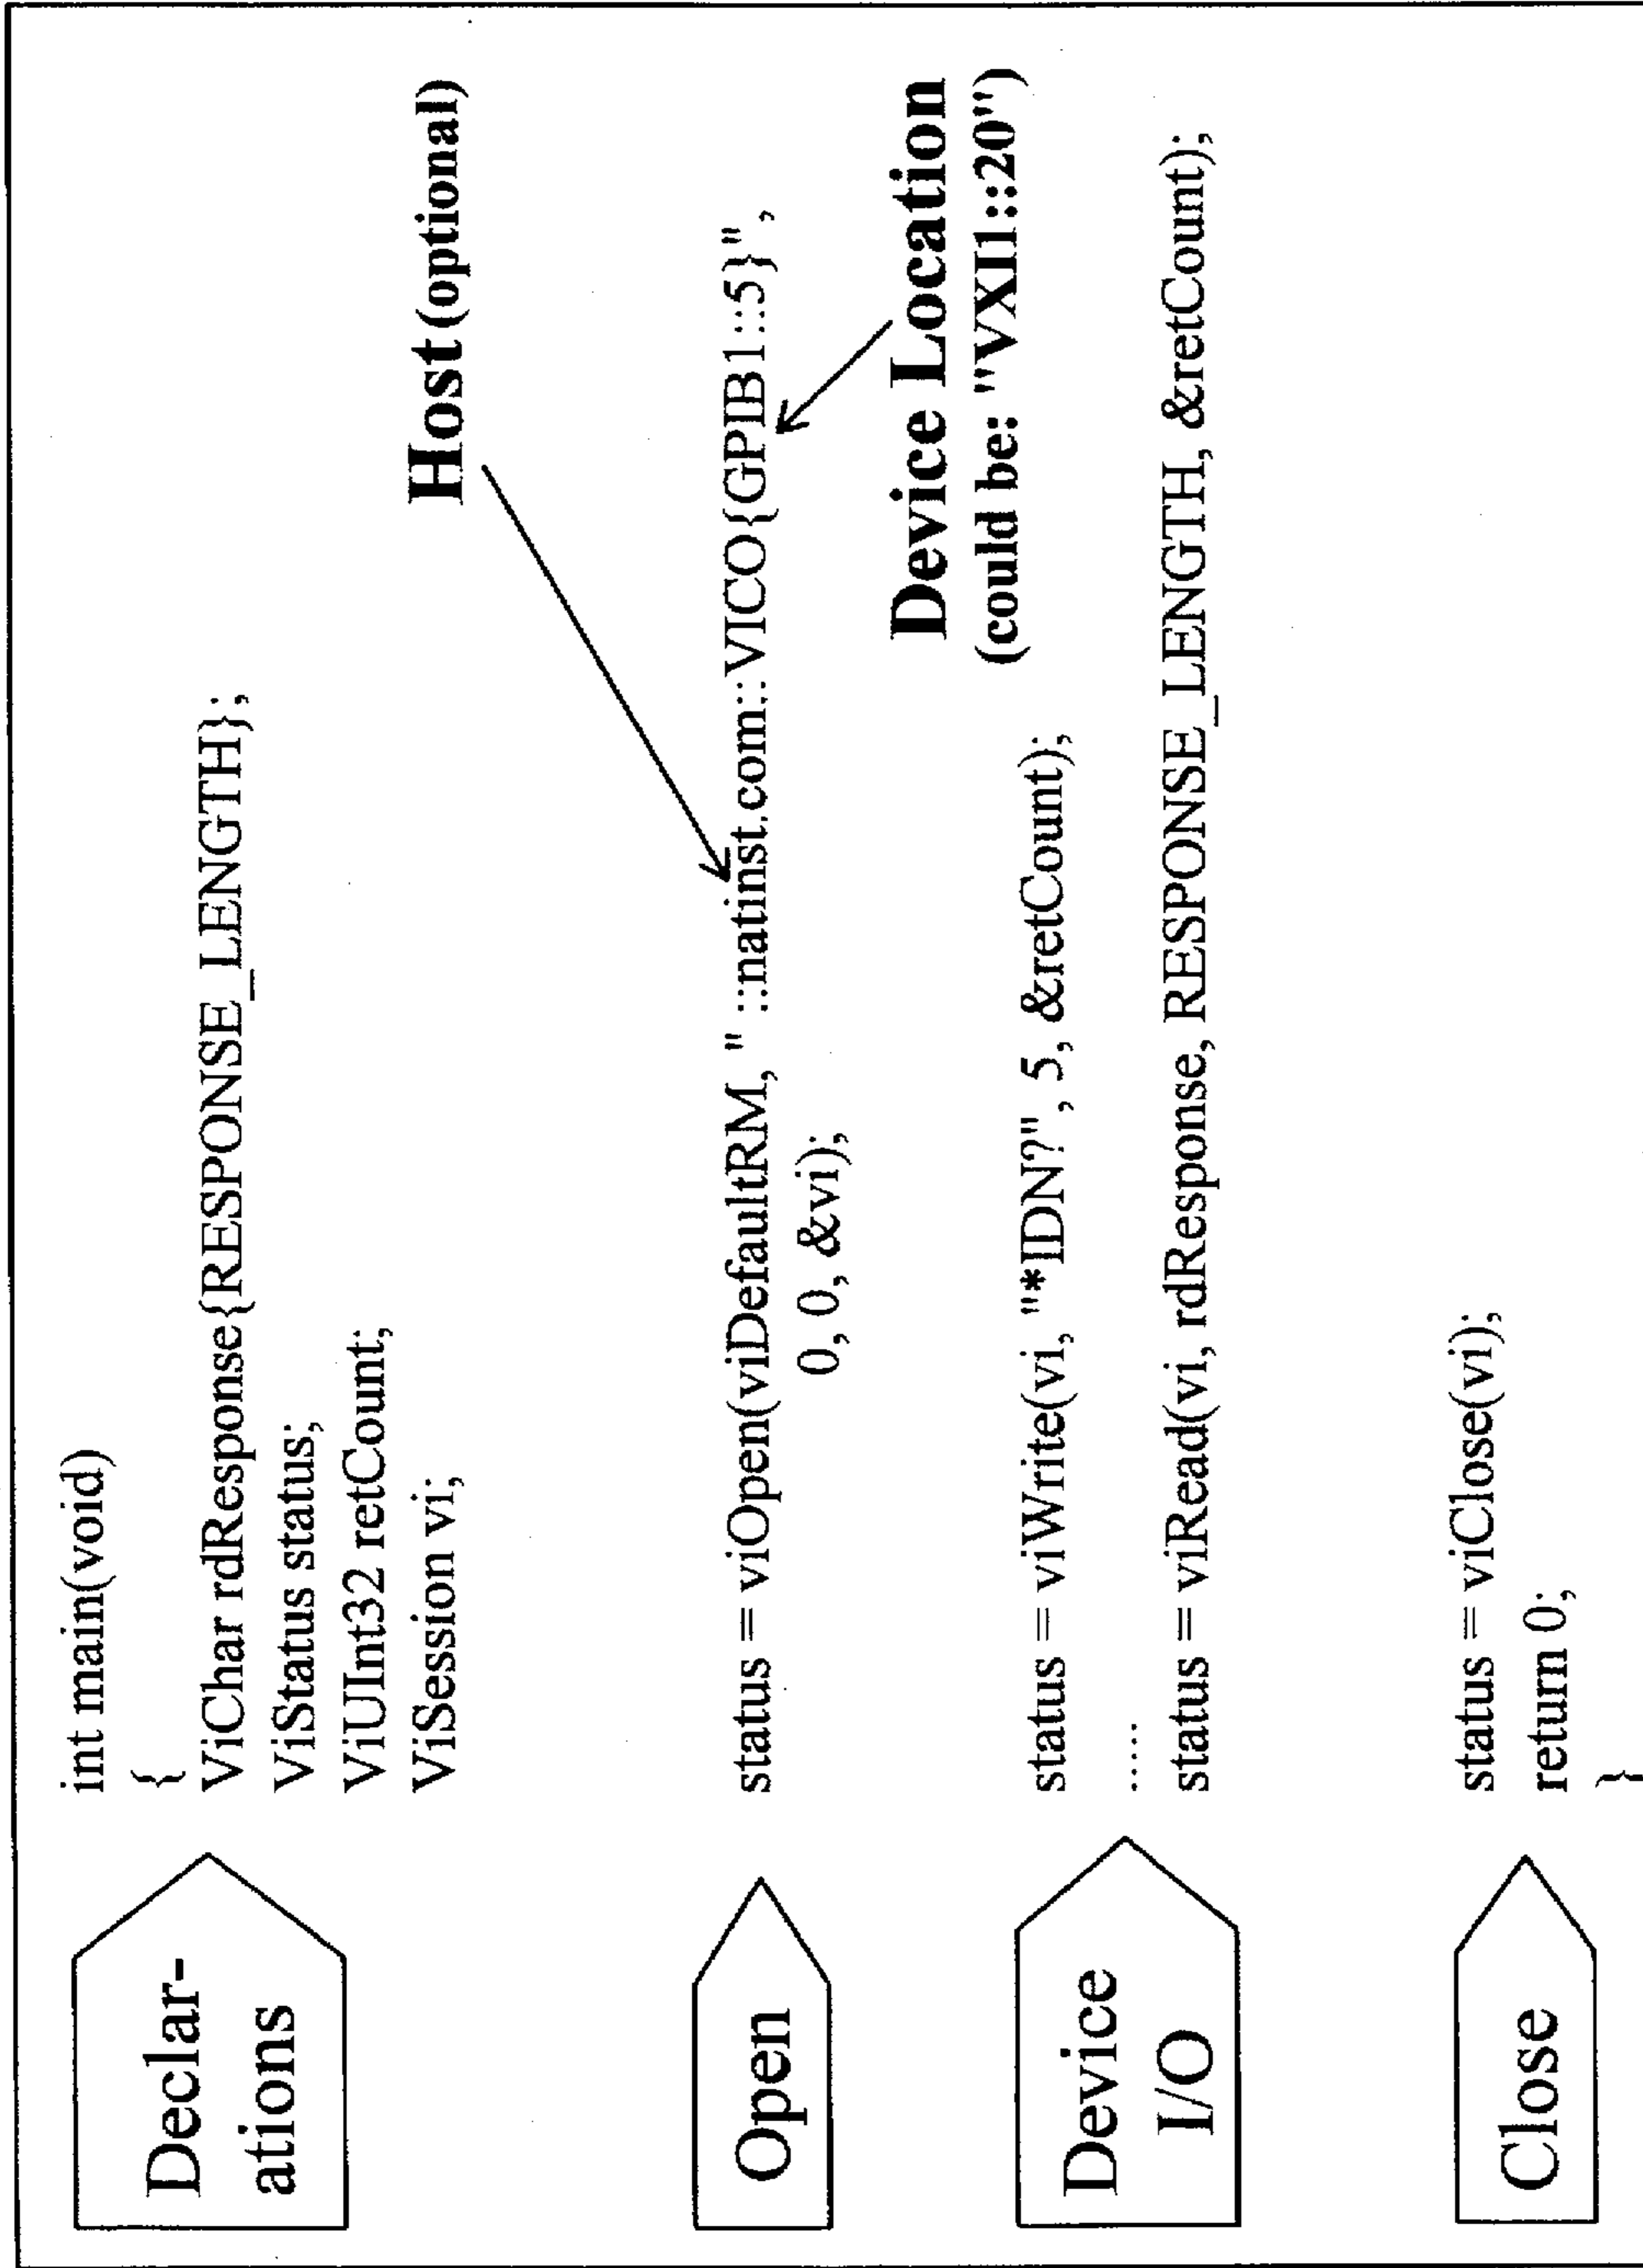 Declar-
ations
int main(void)
{
ViChar rdResponse{RESPONSE_LENGTH};
ViStatus status;
ViUInt32 retCount;
ViSession vi;
Host (optional)
Open
status = viOpen(viDefaultRM, " :::natinst.com::VICO{GPIB1::5}",
0, 0, &vi);
Device Location
(could be: "VXI1::20")
Device
I/O
status = viWrite(vi, "*IDN?", 5, &retCount);
.....
status = viRead(vi, rdResponse, RESPONSE_LENGTH, &retCount);
Close
status = viClose(vi);
return 0;
}